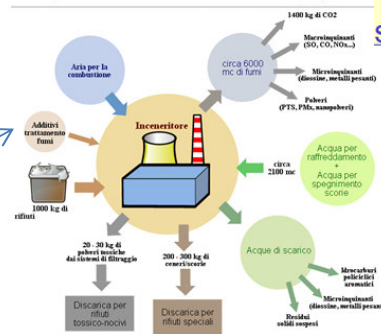 1400 kg di CO2
Macroinquinanti
(SO, CO, NOx...)
circa 6000
mc di fumi
Microinquinanti
(diossine, metalli pesanti)
Polveri
(PTS, PMx, nanopolveri)
Aria per la
combustione
Inceneritore
Additivi
trattamento
fumi
1000 kg di
rifiuti
circa
2100 mc
Acqua per
raffreddamento
+
Acqua per
spegnimento
scorie
20 - 30 kg di
polveri tossiche
dai sistemi di filtraggio
200 - 300 kg di
ceneri/scorie
Acque di scarico
Discarica per
rifiuti
tossico-nocivi
Discarica per
rifiuti speciali
Idrocarburi
policiclici
aromatici
Microinquinanti
(diossine, metalli pesan
Residui
solidi sospesi